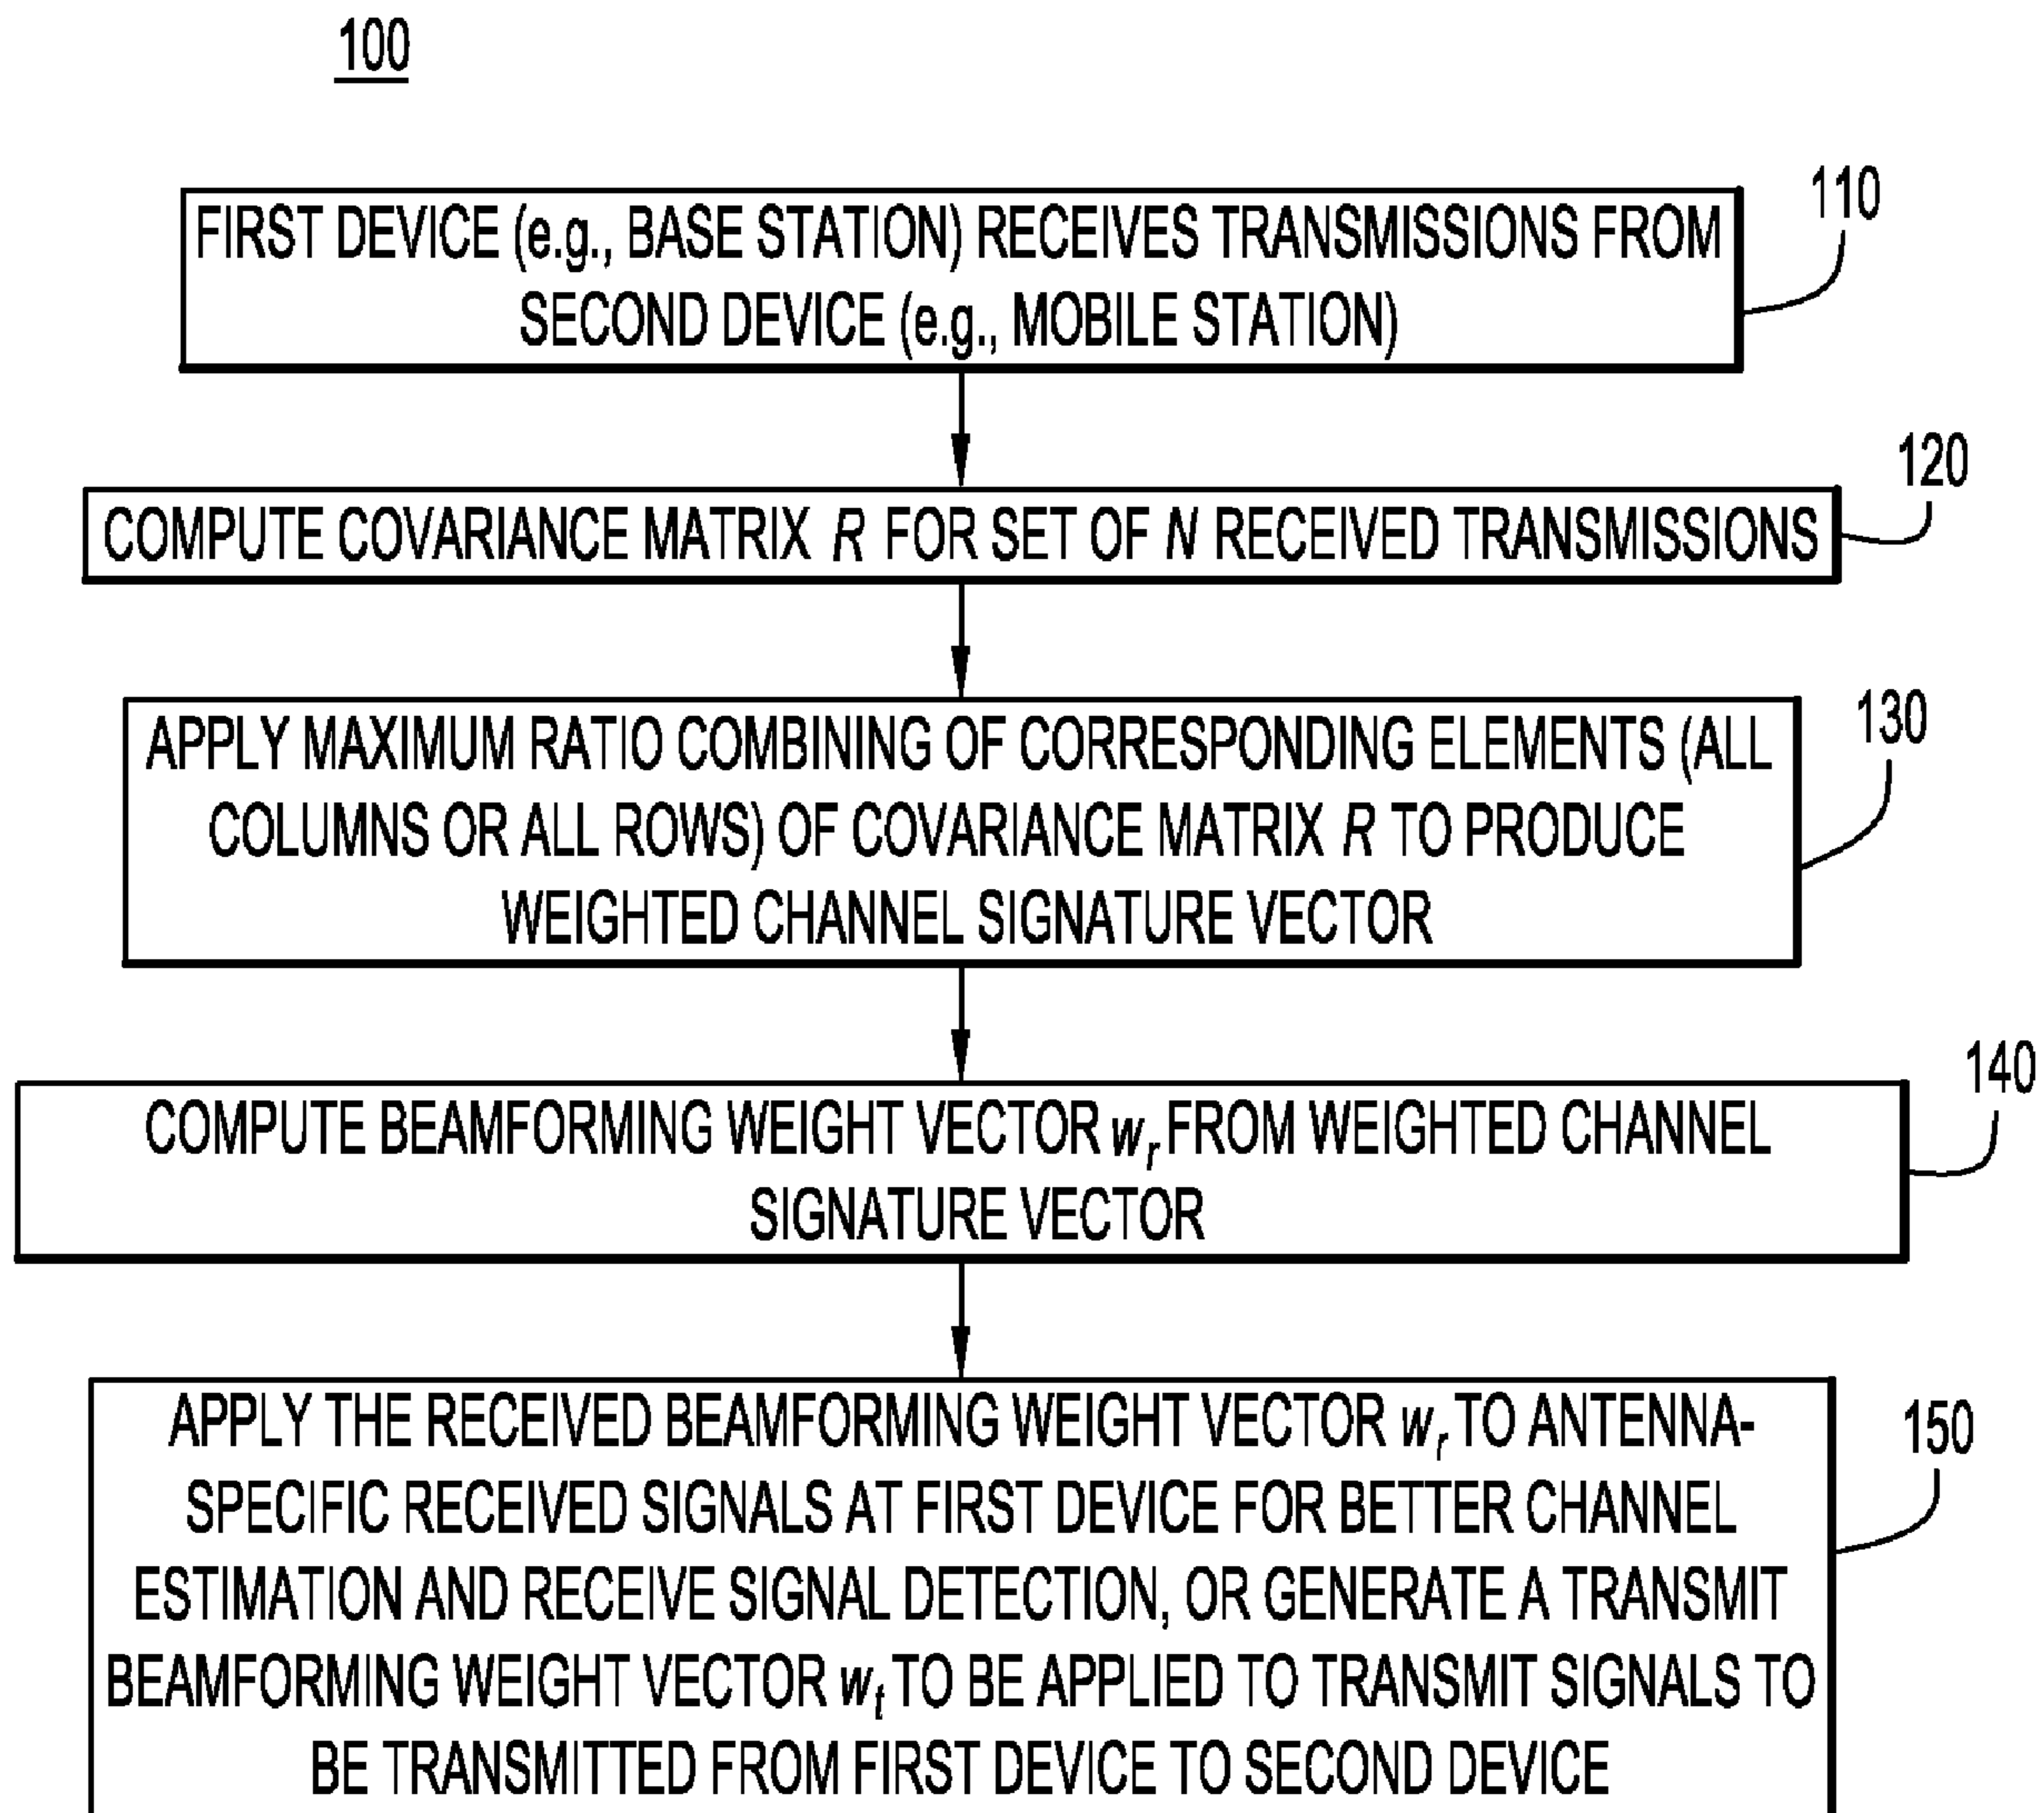 100
FIRST DEVICE (e.g., BASE STATION) RECEIVES TRANSMISSIONS FROM
SECOND DEVICE (e.g., MOBILE STATION)
110
COMPUTE COVARIANCE MATRIX R FOR SET OF N RECEIVED TRANSMISSIONS
120
APPLY MAXIMUM RATIO COMBINING OF CORRESPONDING ELEMENTS (ALL
COLUMNS OR ALL ROWS) OF COVARIANCE MATRIX R TO PRODUCE
WEIGHTED CHANNEL SIGNATURE VECTOR
130
COMPUTE BEAMFORMING WEIGHT VECTOR wr FROM WEIGHTED CHANNEL
SIGNATURE VECTOR
140
APPLY THE RECEIVED BEAMFORMING WEIGHT VECTOR wr TO ANTENNA-
SPECIFIC RECEIVED SIGNALS AT FIRST DEVICE FOR BETTER CHANNEL
ESTIMATION AND RECEIVE SIGNAL DETECTION, OR GENERATE A TRANSMIT
BEAMFORMING WEIGHT VECTOR wt TO BE APPLIED TO TRANSMIT SIGNALS TO
BE TRANSMITTED FROM FIRST DEVICE TO SECOND DEVICE
150